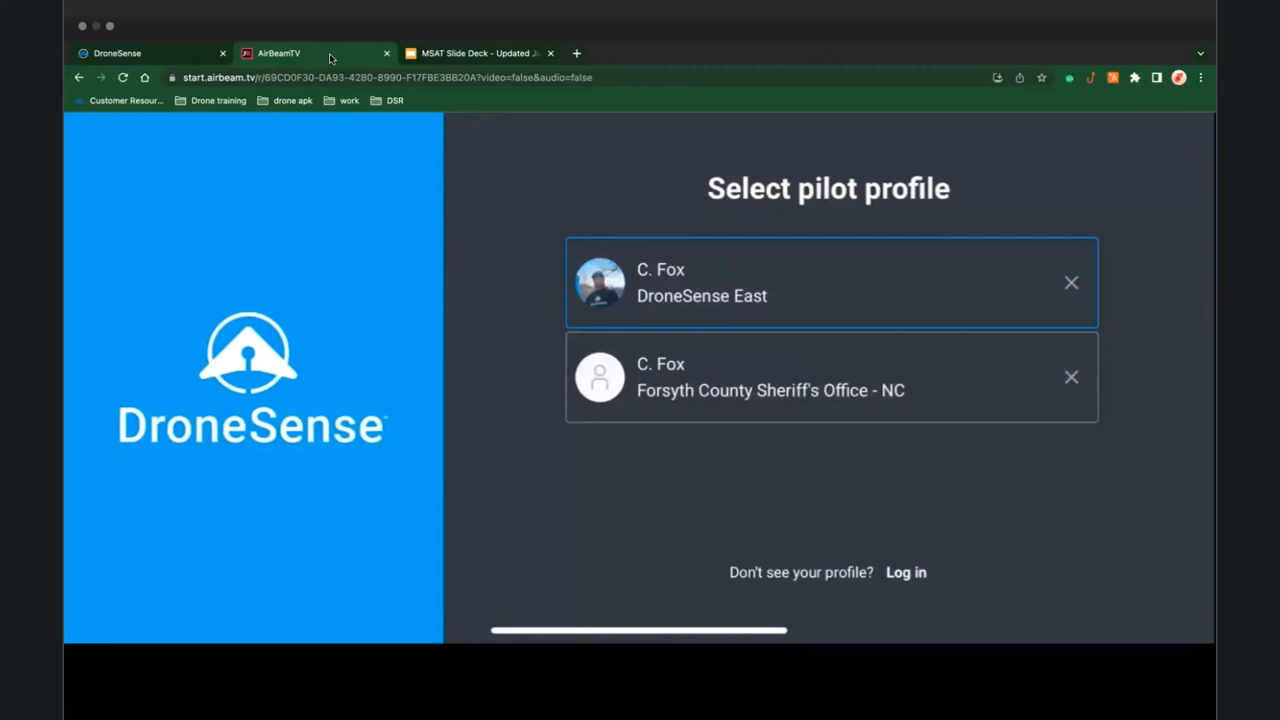 DroneSense
AirBeamTV
MSAT Slide Deck - Updated Ju
start.airbeam.tv/r/69CD0F30-DA93-4280-8990-F17FBE3BB20A?video=false&audio=false
Customer Resour...
Drone training
drone apk
work
DSR
Select pilot profile
C. Fox
DroneSense East
C. Fox
Forsyth County Sheriff's Office - NC
DroneSense
Don't see your profile? Log in